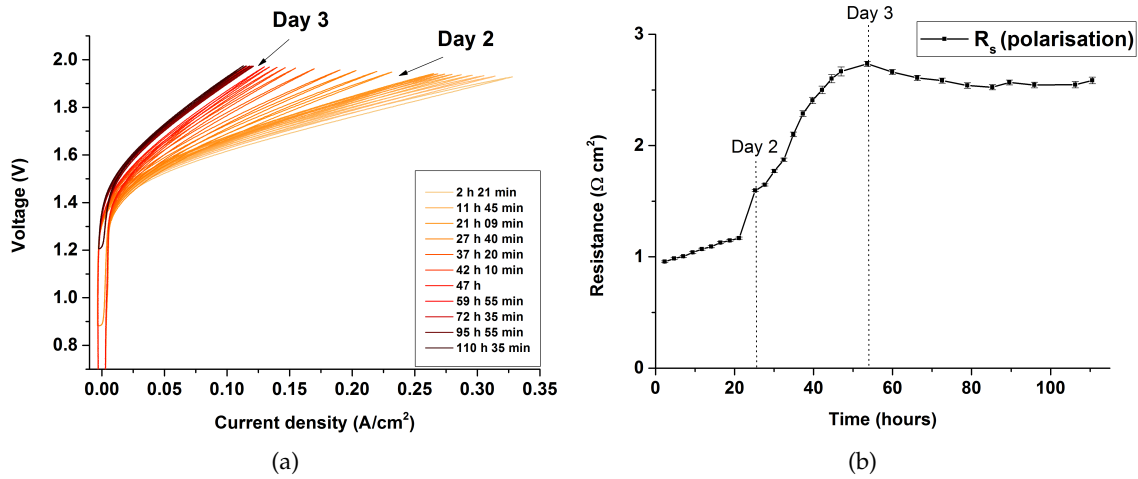 Day 3
Day 2
2.0
1.8
1.6
1.4
1.2
1.0
0.8
Voltage (V)
2 h 21 min
11 h 45 min
21 h 09 min
27 h 40 min
37 h 20 min
42 h 10 min
47 h
59 h 55 min
72 h 35 min
95 h 55 min
110 h 35 min
0.00 0.05 0.10 0.15 0.20 0.25 0.30 0.35
Current density (A/cm²)
(a)
Day 3
R_s (polarisation)
Day 2
3
2
1
0
Resistance (Ω cm²)
0 20 40 60 80 100
Time (hours)
(b)